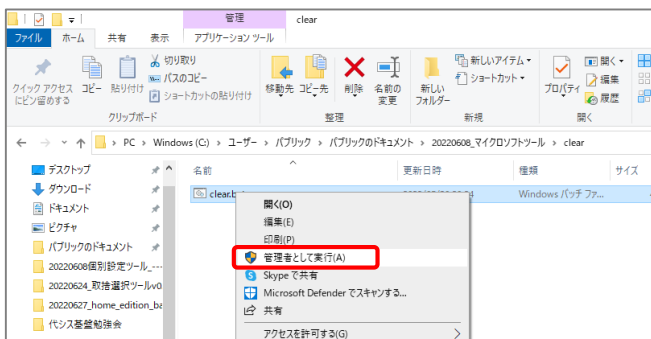 管理 clear
ファイル ホーム 共有 表示 アプリケーション ツール
クイック アクセス
にピン留めする
コピー 貼り付け
切り取り
パスのコピー
ショートカットの貼り付け
クリップボード
移動先 コピー先 削除 名前の
変更
整理
新しい
フォルダー
新しいアイテム
ショートカット
新規
プロパティ
開く
編集
履歴
開く
PC > Windows (C:) > ユーザー > パブリック > パブリックのドキュメント > 20220608_マイクロソフトツール > clear
名前 更新日時 種類 サイズ
デスクトップ
ダウンロード
ドキュメント
ピクチャ
パブリックのドキュメント
20220608個別設定ツール_---
20220624_取捨選択ツールv0
20220627_home_edition_ba
代シス基盤勉強会
Windows バッチ ファ...
開く(O)
編集(E)
印刷(P)
管理者として実行(A)
Skype で共有
Microsoft Defender でスキャンする...
共有
アクセスを許可する(G)